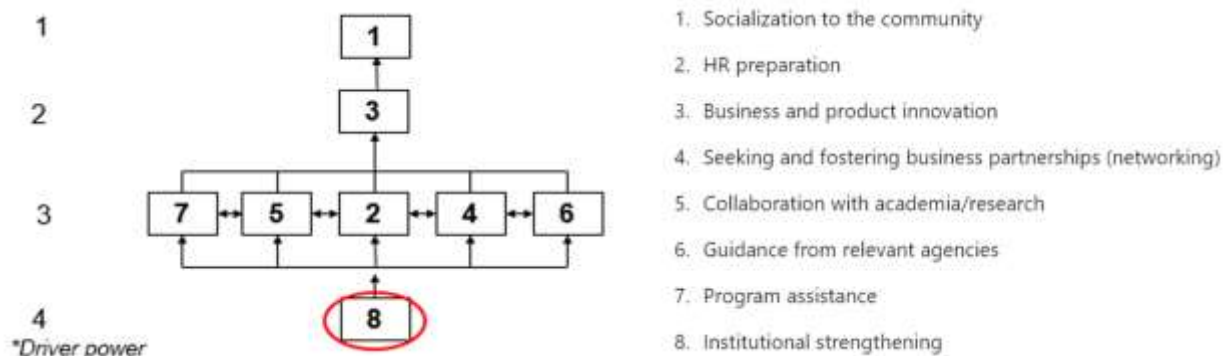 1
1
2
3
3
7 5 2 4 6
4
8
*Driver power
1. Socialization to the community
2. HR preparation
3. Business and product innovation
4. Seeking and fostering business partnerships (networking)
5. Collaboration with academia/research
6. Guidance from relevant agencies
7. Program assistance
8. Institutional strengthening